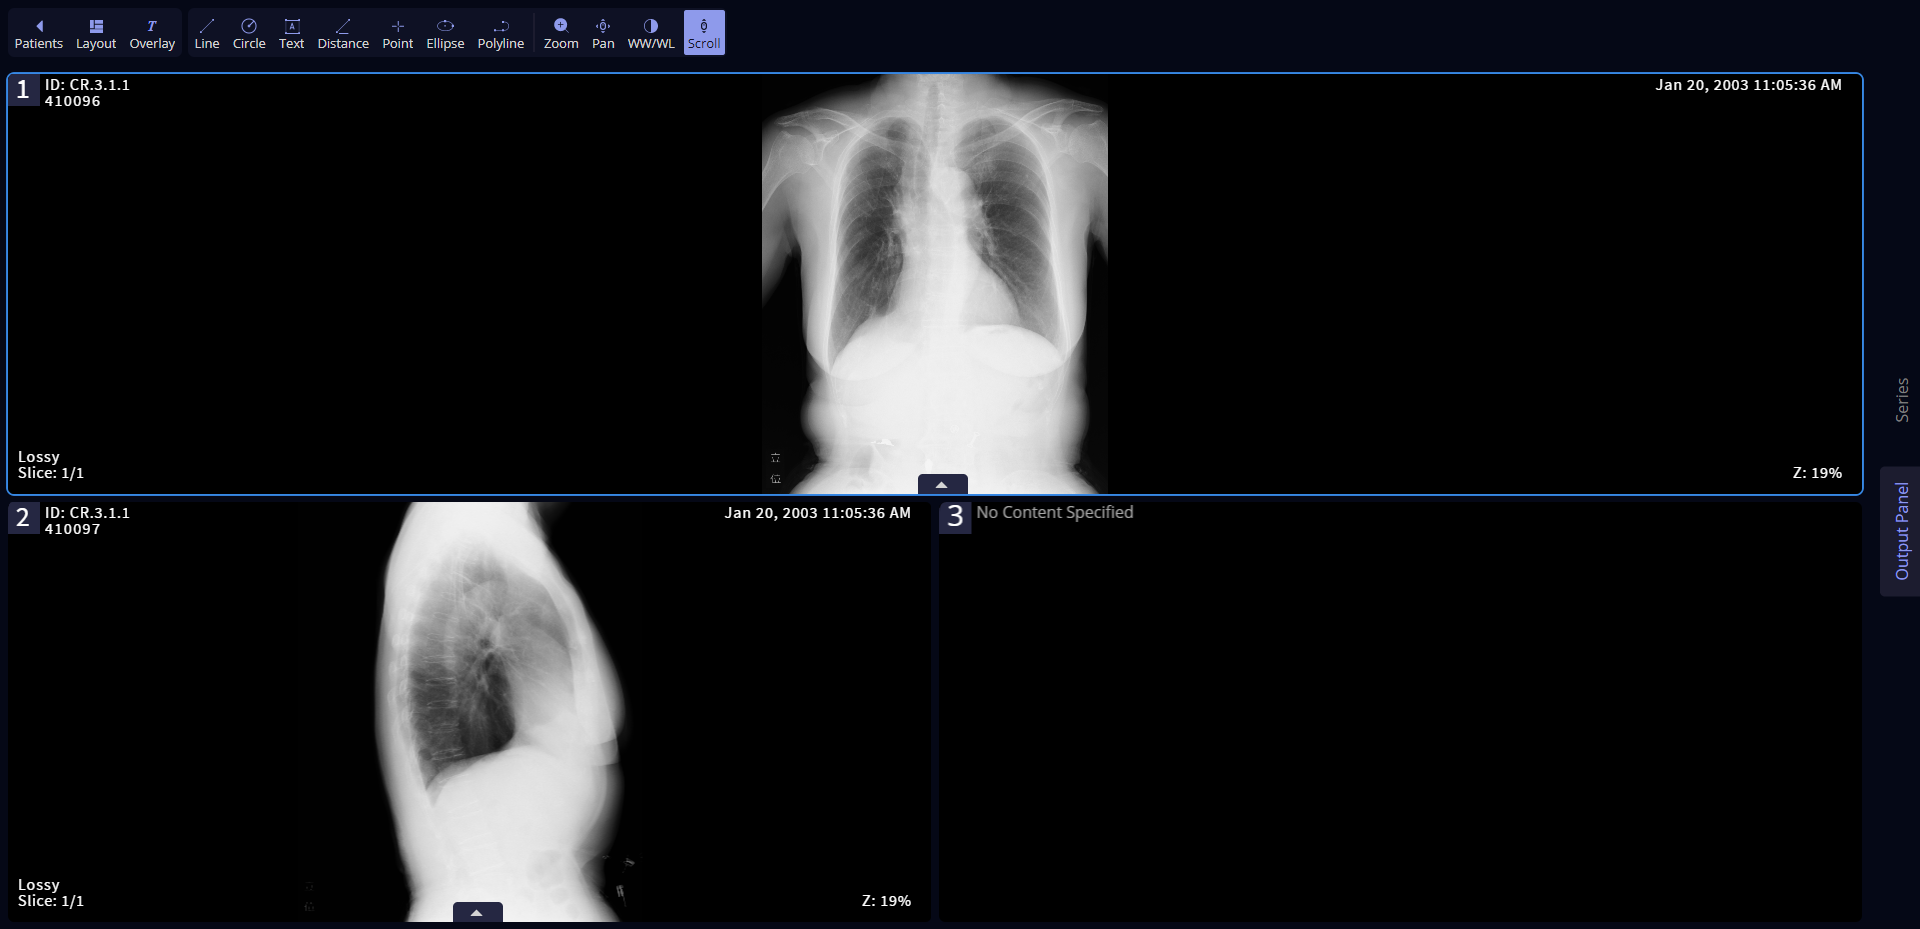 Patients Layout Overlay Line Circle Text Distance Point Ellipse Polyline Zoom Pan WW/WL Scroll
1
ID: CR.3.1.1
410096
Jan 20, 2003 11:05:36 AM
Lossy
Slice: 1/1
Z: 19%
2
ID: CR.3.1.1
410097
Jan 20, 2003 11:05:36 AM
Lossy
Slice: 1/1
Z: 19%
3
No Content Specified
Series
Output Panel